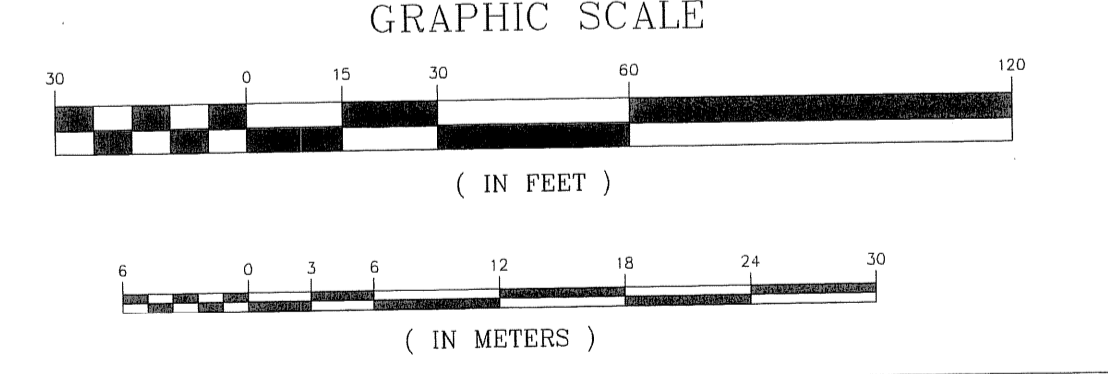 GRAPHIC SCALE
30 0 15 30 60 120
( IN FEET )
6 0 3 6 12 18 24 30
( IN METERS )